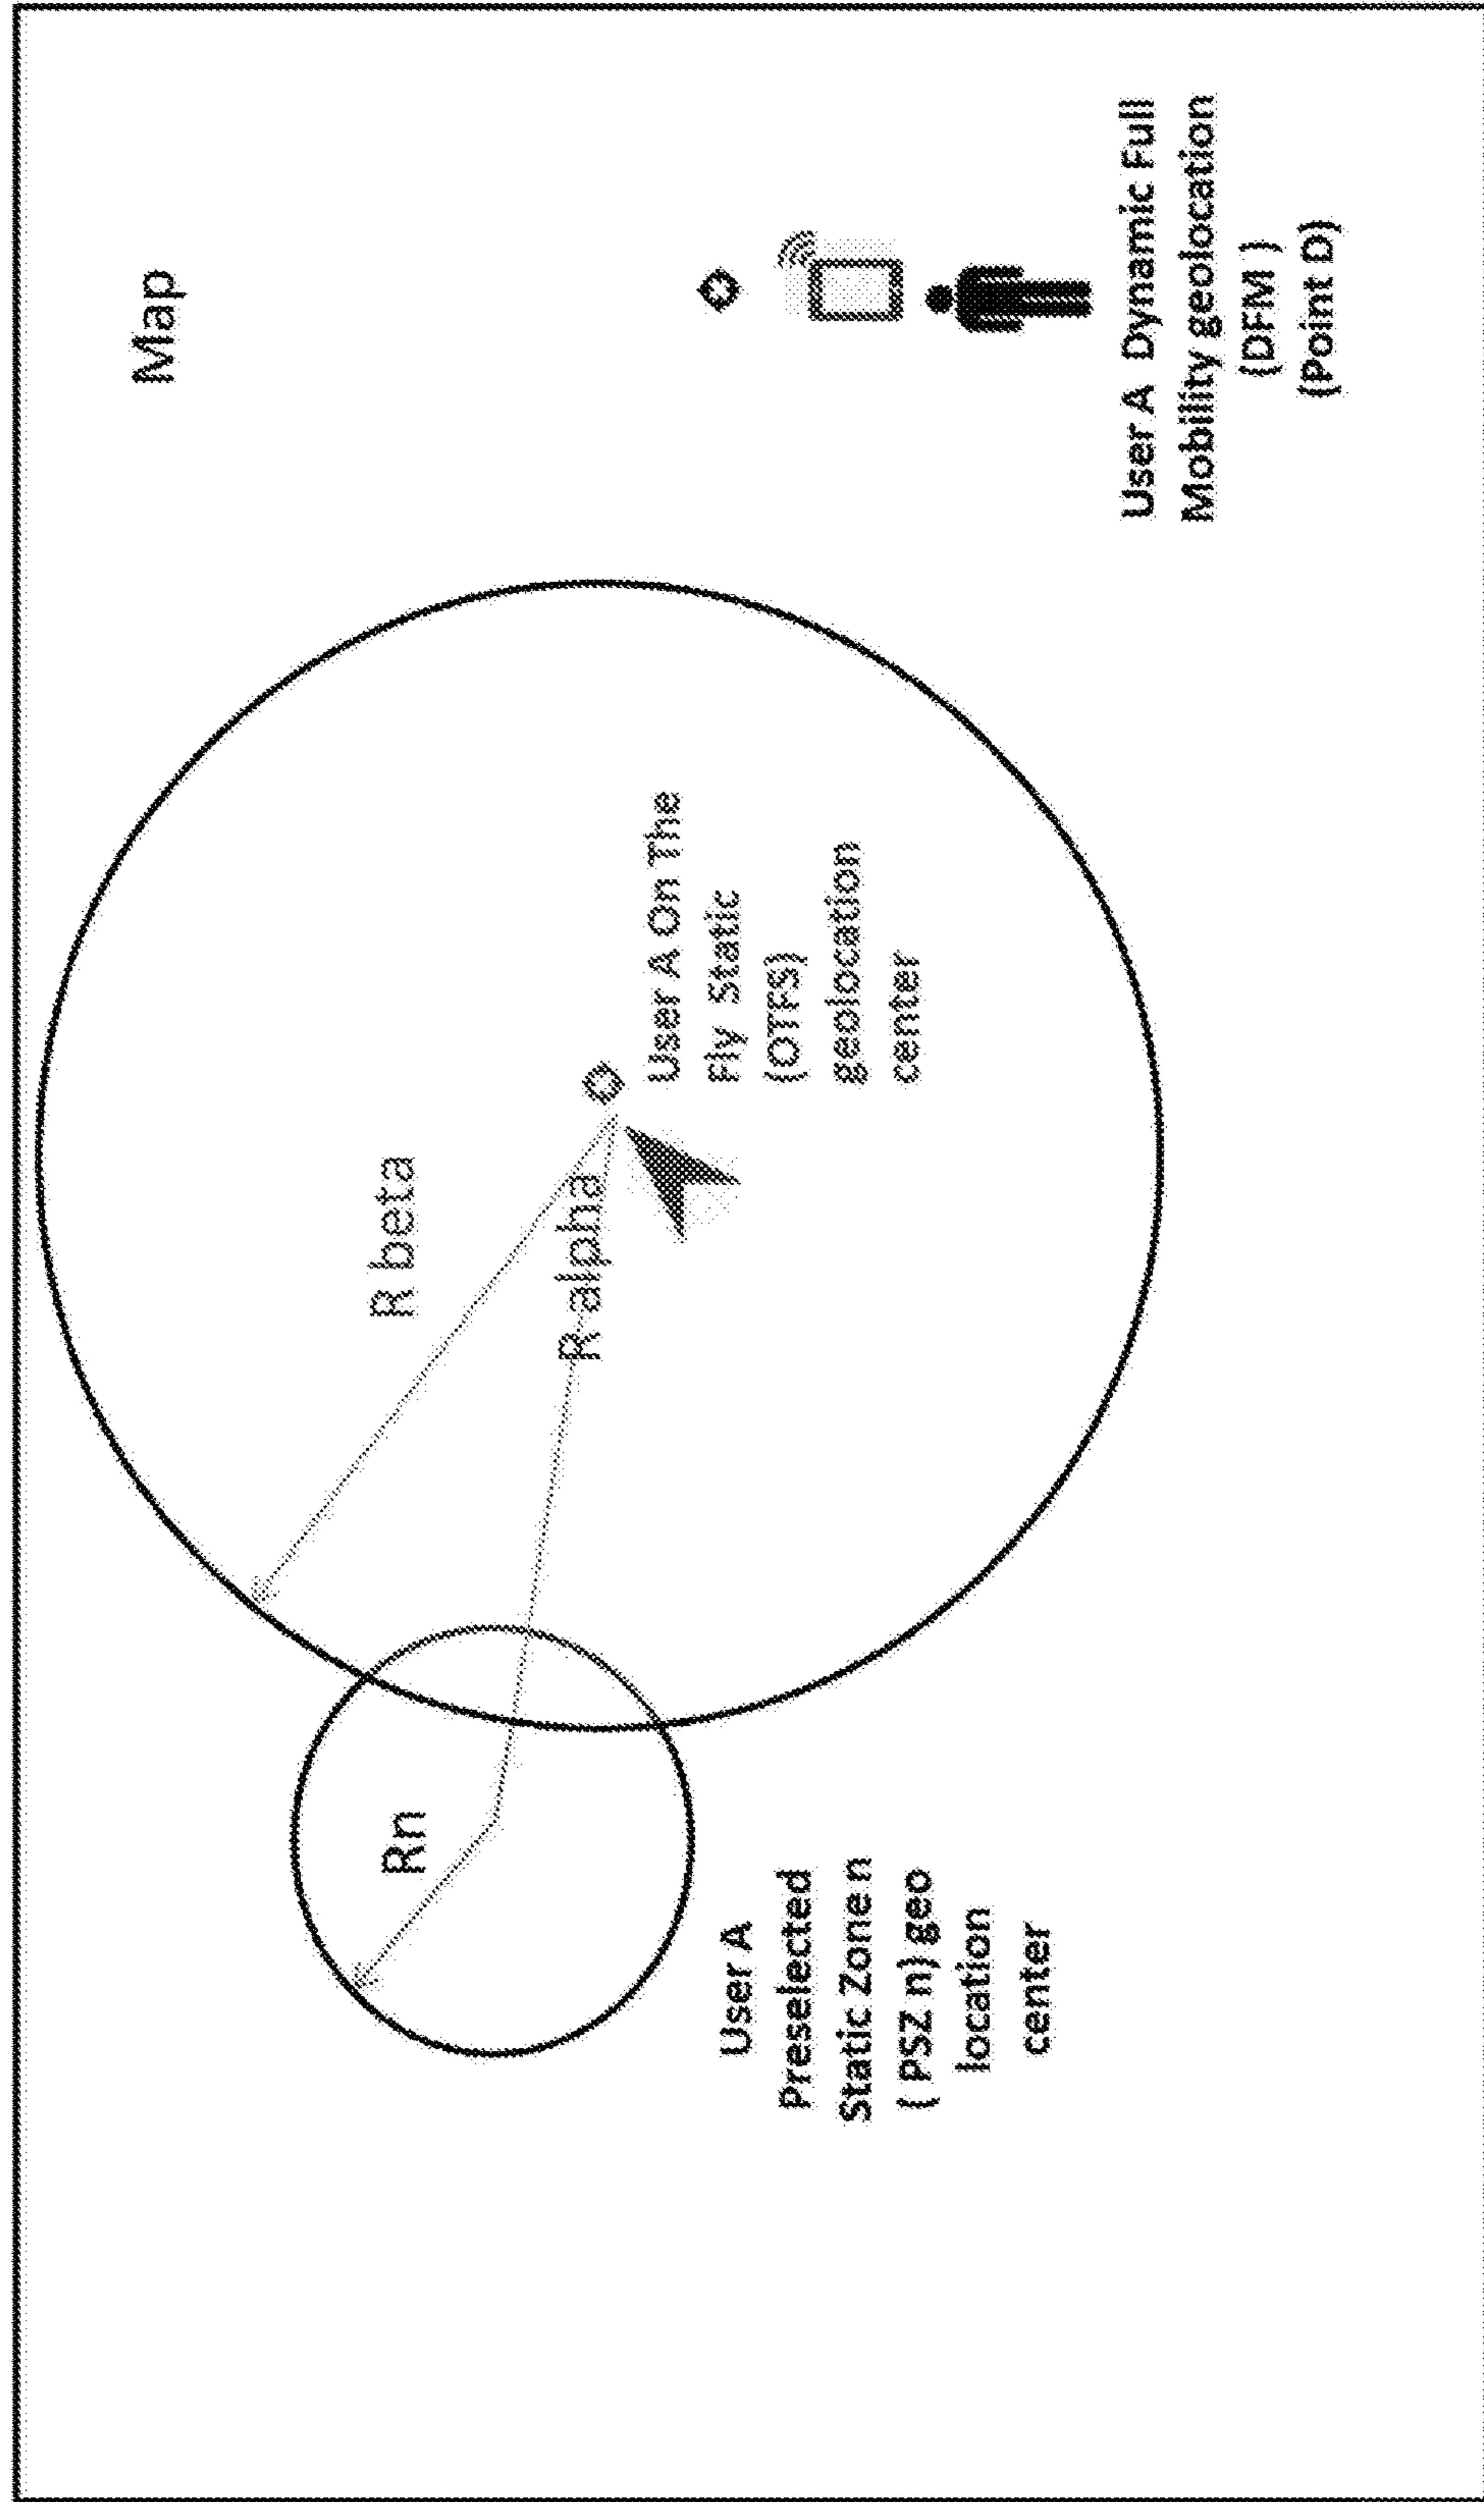 Map
R beta
Rn
R alpha
User A On The
Fly Static
(OTFS)
geolocation
center
User A
Preselected
Static Zone n
( PSZ n) geo
location
center
User A Dynamic Full
Mobility geolocation
(DFM )
(Point D)